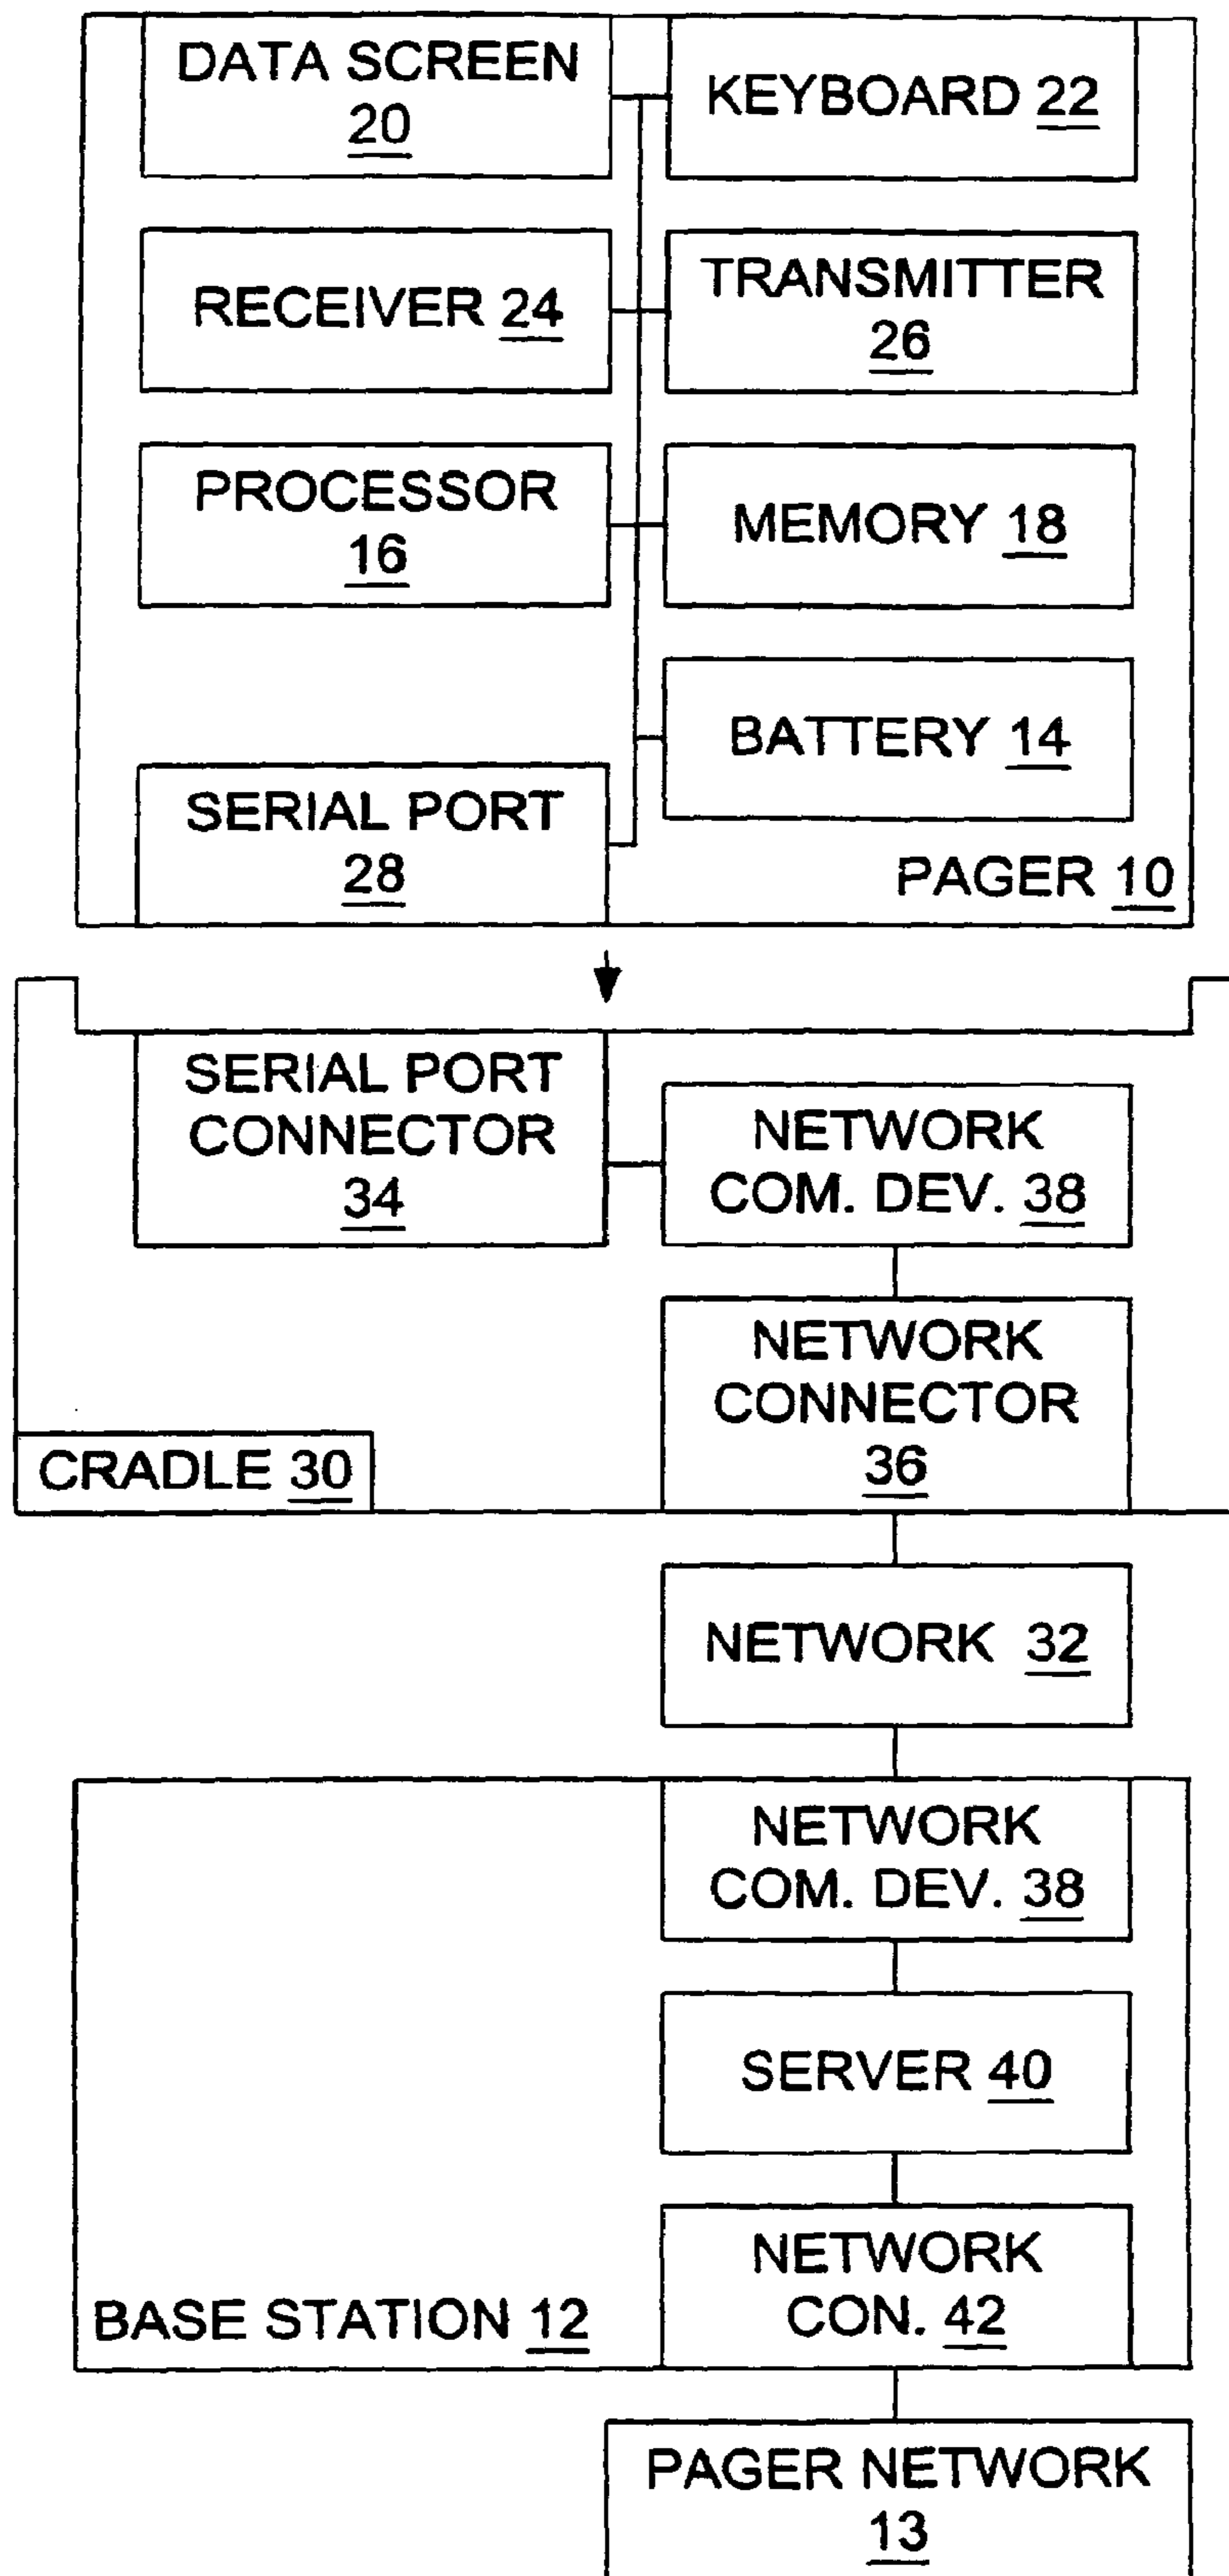 DATA SCREEN
20
KEYBOARD 22
RECEIVER 24
TRANSMITTER
26
PROCESSOR
16
MEMORY 18
BATTERY 14
SERIAL PORT
28
PAGER 10
SERIAL PORT
CONNECTOR
34
NETWORK
COM. DEV. 38
NETWORK
CONNECTOR
36
CRADLE 30
NETWORK 32
NETWORK
COM. DEV. 38
SERVER 40
NETWORK
CON. 42
BASE STATION 12
PAGER NETWORK
13